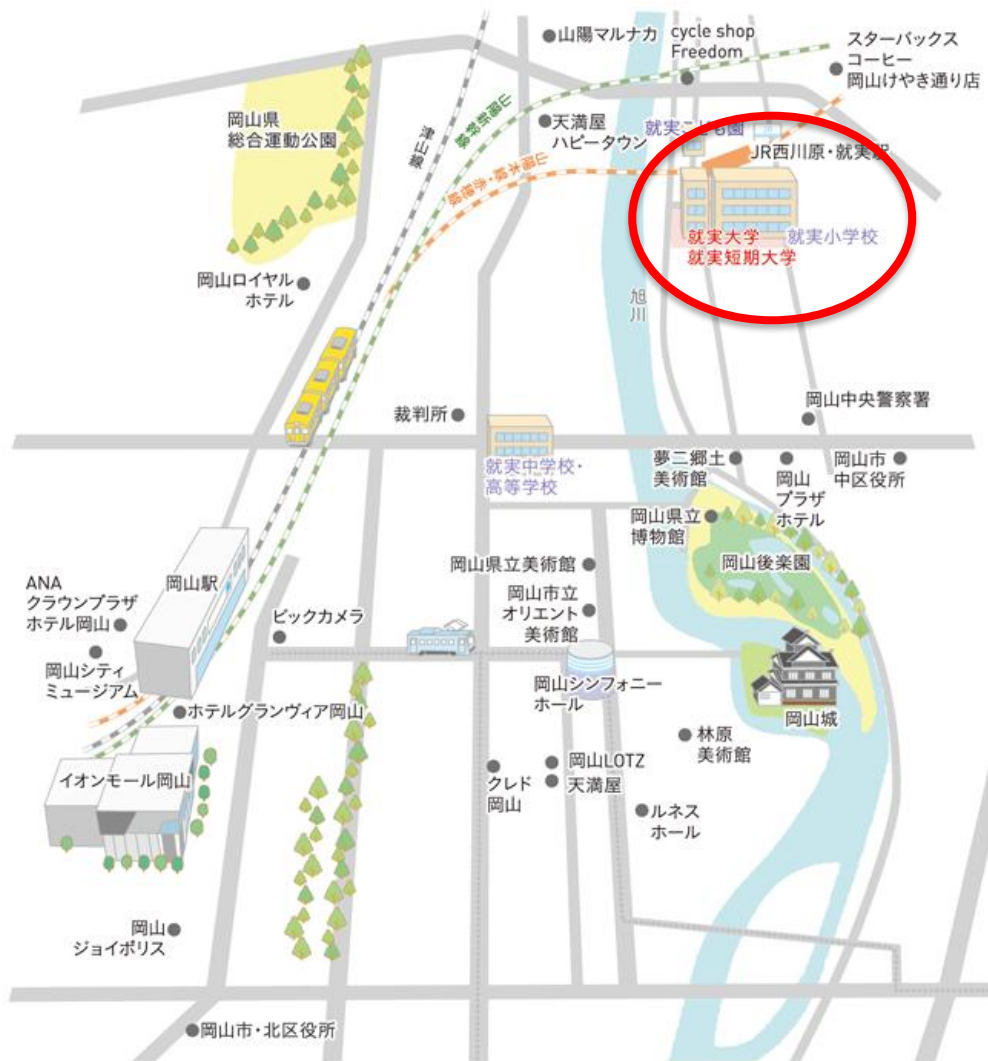 山陽マルナカ
cycle shop
Freedom
スターバックス
コーヒー
岡山けやき通り店
岡山県
総合運動公園
津山線
山陽新幹線
天満屋
ハピータウン
就実こども園
JR西川原・就実駅
山陽本線・赤穂線
就実大学
就実短期大学
就実小学校
岡山ロイヤル
ホテル
旭川
裁判所
岡山中央警察署
就実中学校・
高等学校
夢二郷土
美術館
岡山
プラザ
ホテル
岡山市
中区役所
岡山県立
博物館
岡山後楽園
岡山駅
岡山県立美術館
ANA
クラウンプラザ
ホテル岡山
ビックカメラ
岡山市立
オリエント
美術館
岡山シティ
ミュージアム
岡山シンフォニー
ホール
ホテルグランヴィア岡山
岡山城
林原
美術館
イオンモール岡山
クレド
岡山
岡山LOTZ
天満屋
ルネス
ホール
岡山
ジョイポリス
岡山市・北区役所